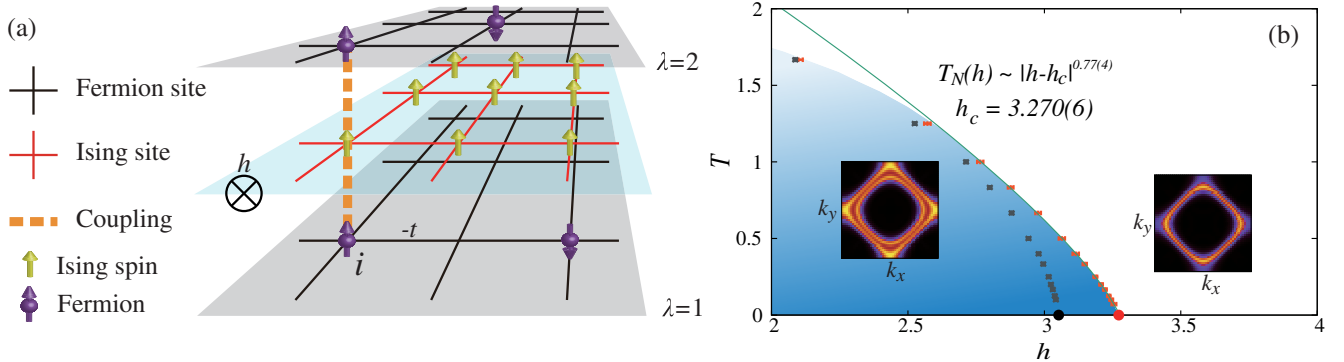 (a)
Fermion site
Ising site
Coupling
Ising spin
Fermion
h
-t
i
λ=2
λ=1
(b)
T_N(h) ~ |h-h_c|^0.77(4)
h_c = 3.270(6)
T
2
1.5
1
0.5
0
k_y
k_x
k_y
k_x
2
2.5
3
3.5
4
h